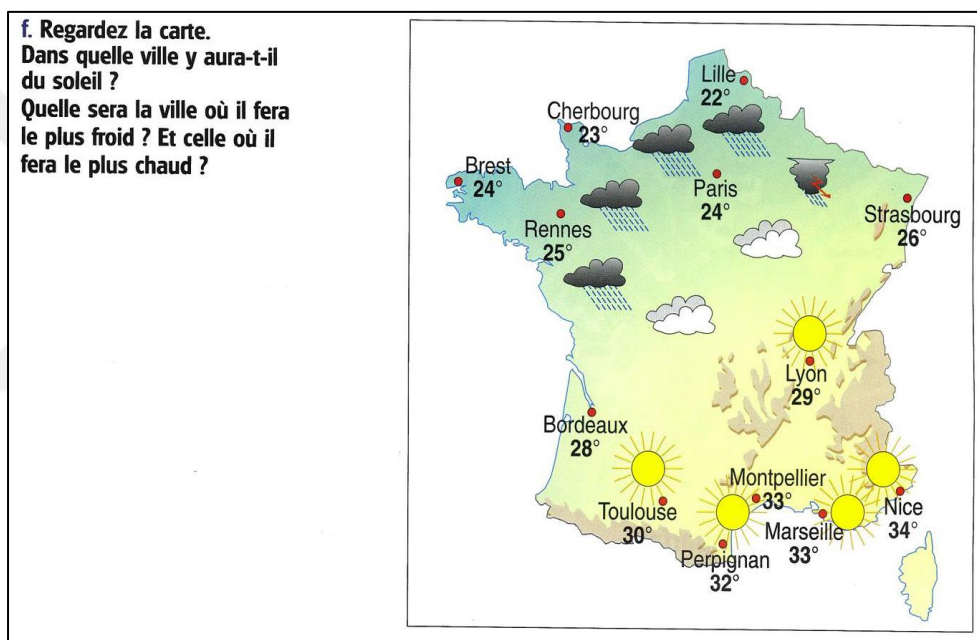 f. Regardez la carte.
Dans quelle ville y aura-t-il
du soleil ?
Quelle sera la ville où il fera
le plus froid ? Et celle où il
fera le plus chaud ?
Lille
22°
Cherbourg
23°
Brest
24°
Paris
24°
Strasbourg
26°
Rennes
25°
Lyon
29°
Bordeaux
28°
Montpellier
33°
Toulouse
30°
Nice
34°
Marseille
33°
Perpignan
32°